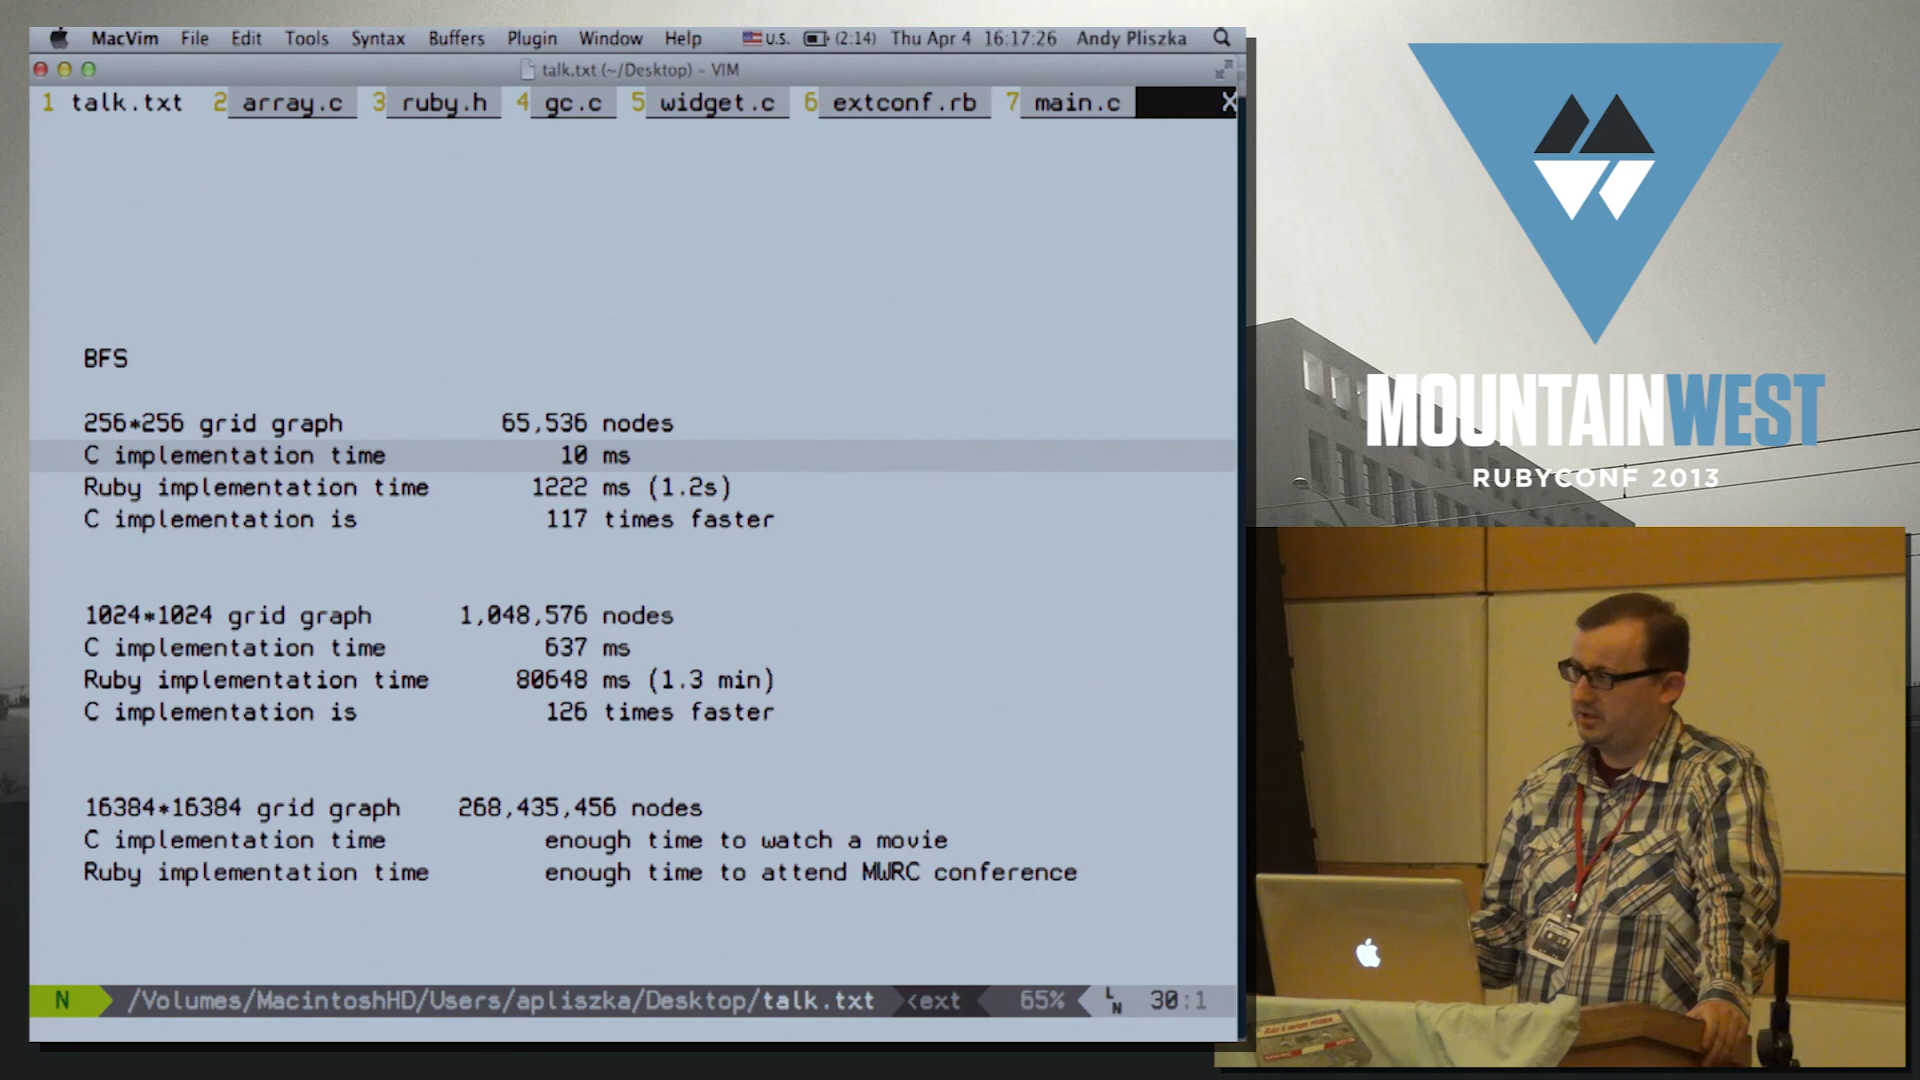 MacVim File Edit Tools Syntax Buffers Plugin Window Help U.S. (2:14) Thu Apr 4 16:17:26 Andy Pliszka
talk.txt (~/Desktop) - VIM
1 talk.txt 2 array.c 3 ruby.h 4 gc.c 5 widget.c 6 extconf.rb 7 main.c X
BFS
256*256 grid graph 65,536 nodes
C implementation time 10 ms
Ruby implementation time 1222 ms (1.2s)
C implementation is 117 times faster
1024*1024 grid graph 1,048,576 nodes
C implementation time 637 ms
Ruby implementation time 80648 ms (1.3 min)
C implementation is 126 times faster
16384*16384 grid graph 268,435,456 nodes
C implementation time enough time to watch a movie
Ruby implementation time enough time to attend MWRC conference
N /Volumes/MacintoshHD/Users/apliszka/Desktop/talk.txt <ext 65% LN 30:1
MOUNTAINWEST
RUBYCONF 2013